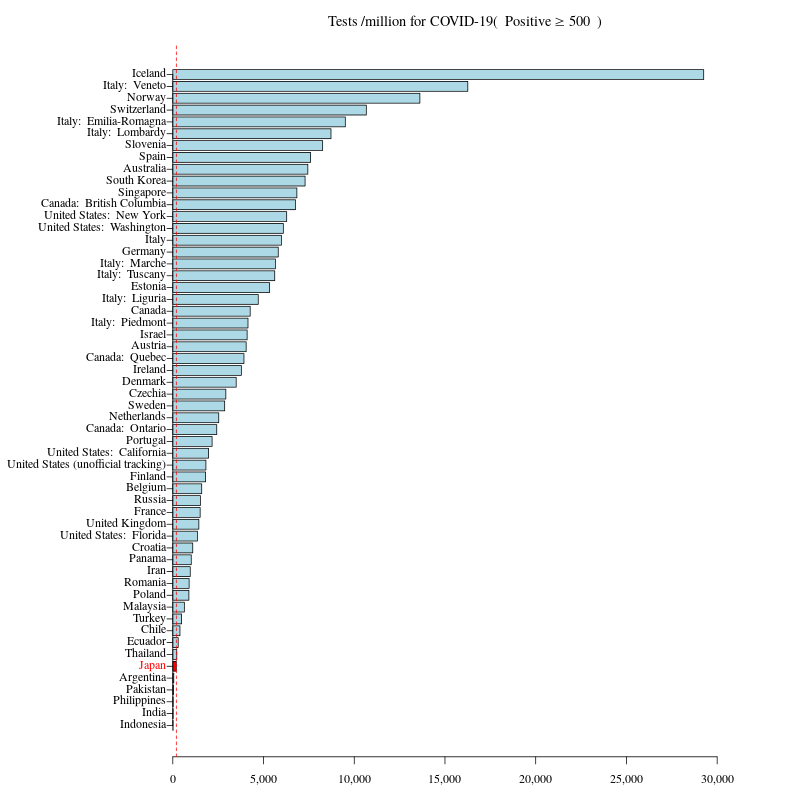 Tests /million for COVID-19(  Positive ≥ 500  )
Iceland
Italy:  Veneto
Norway
Switzerland
Italy:  Emilia-Romagna
Italy:  Lombardy
Slovenia
Spain
Australia
South Korea
Singapore
Canada:  British Columbia
United States:  New York
United States:  Washington
Italy
Germany
Italy:  Marche
Italy:  Tuscany
Estonia
Italy:  Liguria
Canada
Italy:  Piedmont
Israel
Austria
Canada:  Quebec
Ireland
Denmark
Czechia
Sweden
Netherlands
Canada:  Ontario
Portugal
United States:  California
United States (unofficial tracking)
Finland
Belgium
Russia
France
United Kingdom
United States:  Florida
Croatia
Panama
Iran
Romania
Poland
Malaysia
Turkey
Chile
Ecuador
Thailand
Japan
Argentina
Pakistan
Philippines
India
Indonesia
0 5,000 10,000 15,000 20,000 25,000 30,000